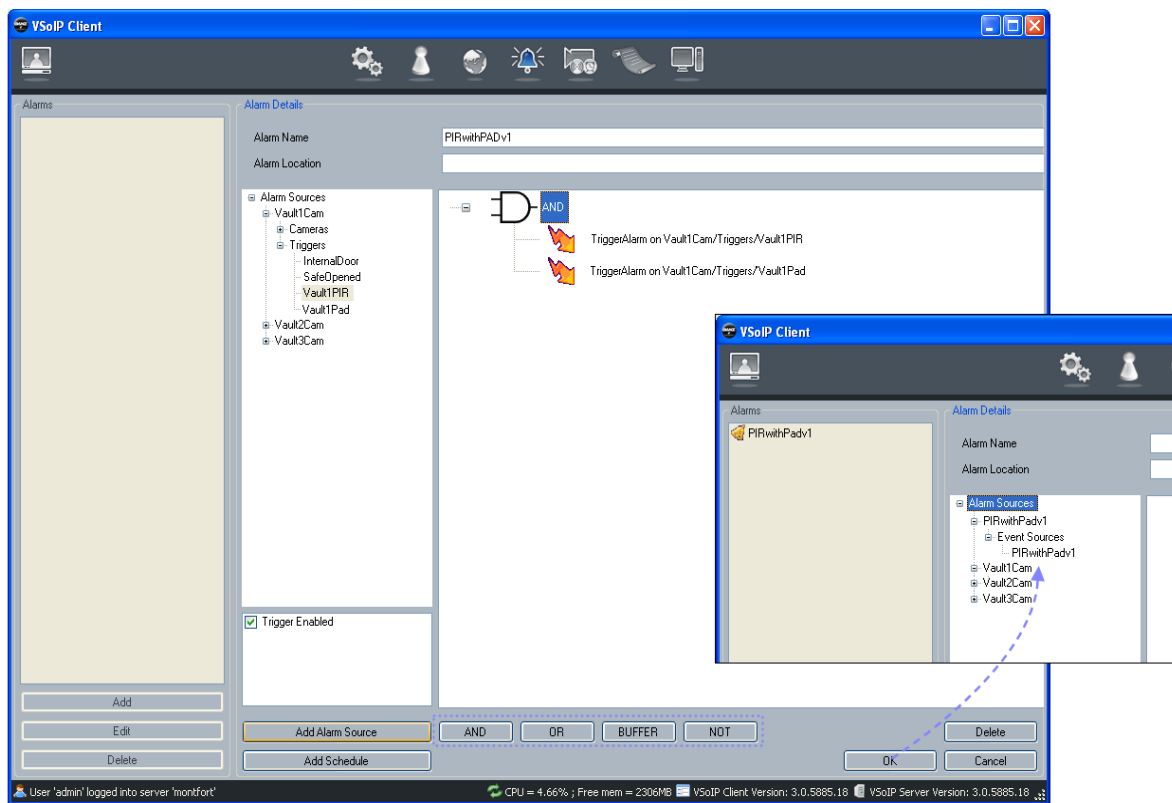 VSoIP Client
Alarms
Alarm Details
Alarm Name
PIRwithPADv1
Alarm Location
Alarm Sources
Vault1Cam
Cameras
Triggers
InternalDoor
SafeOpened
Vault1PIR
Vault1Pad
Vault2Cam
Vault3Cam
AND
TriggerAlarm on Vault1Cam/Triggers/Vault1PIR
TriggerAlarm on Vault1Cam/Triggers/Vault1Pad
Trigger Enabled
Add
Edit
Delete
Add Alarm Source
Add Schedule
AND
OR
BUFFER
NOT
Delete
OK
Cancel
User 'admin' logged into server 'montfort'
CPU = 4.66% ; Free mem = 2306MB
VSoIP Client Version: 3.0.5885.18
VSoIP Server Version: 3.0.5885.18
VSoIP Client
Alarms
PIRwithPadv1
Alarm Details
Alarm Name
Alarm Location
Alarm Sources
PIRwithPadv1
Event Sources
PIRwithPadv1
Vault1Cam
Vault2Cam
Vault3Cam